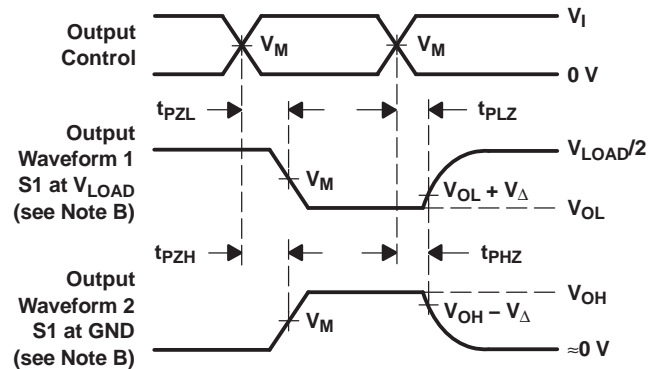 Output
Control
V_M
V_M
V_I
0 V
t_PZL
t_PLZ
Output
Waveform 1
S1 at V_LOAD
(see Note B)
V_M
V_OL + V_Δ
V_LOAD/2
V_OL
t_PZH
t_PHZ
Output
Waveform 2
S1 at GND
(see Note B)
V_M
V_OH − V_Δ
V_OH
≈0 V